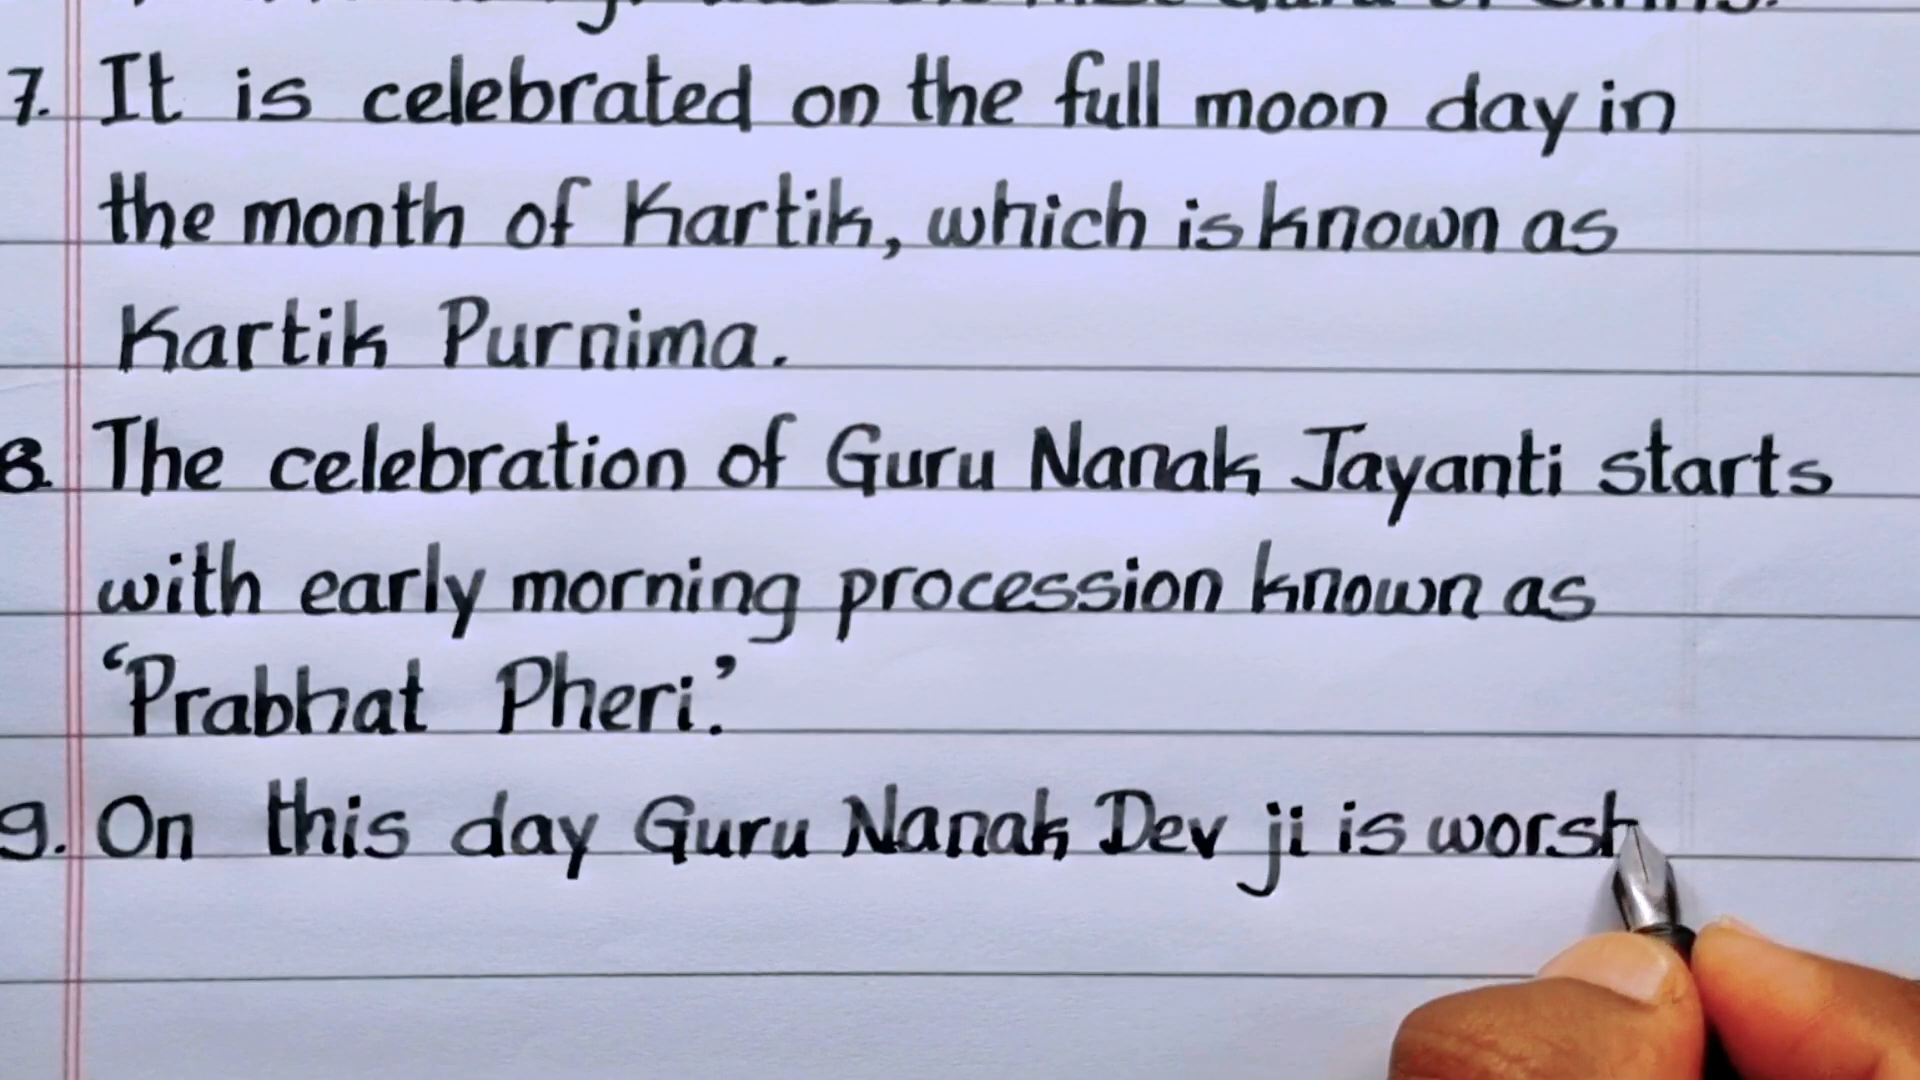 Guru of
7. It is celebrated on the full moon day in
the month of Kartik, which is known as
Kartik Purnima.
8. The celebration of Guru Nanak Jayanti starts
with early morning procession known as
‘Prabhat Pheri.’
9. On this day Guru Nanak Dev ji is worsh